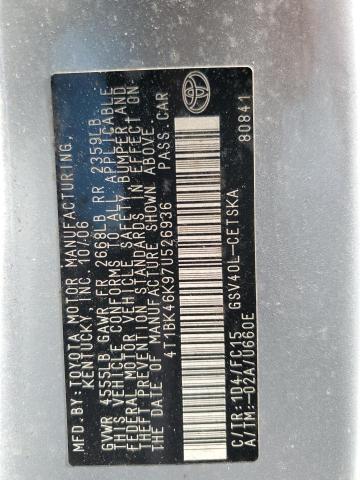 MFD.BY:TOYOTA MOTOR MANUFACTURING,
KENTUCKY, INC. 10/06
GVWR 4555LB GAWR FR 2668LB RR 2359LB
THIS VEHICLE CONFORMS TO ALL APPLICABLE
FEDERAL MOTOR VEHICLE SAFETY, BUMPER, AND
THEFT PREVENTION STANDARDS IN EFFECT ON
THE DATE OF MANUFACTURE SHOWN ABOVE.
4T1BK46K97U526936 PASS.CAR
C/TR:1D4/FC15 GSV40L-CETSKA
A/TM:-02A/U660E 80841